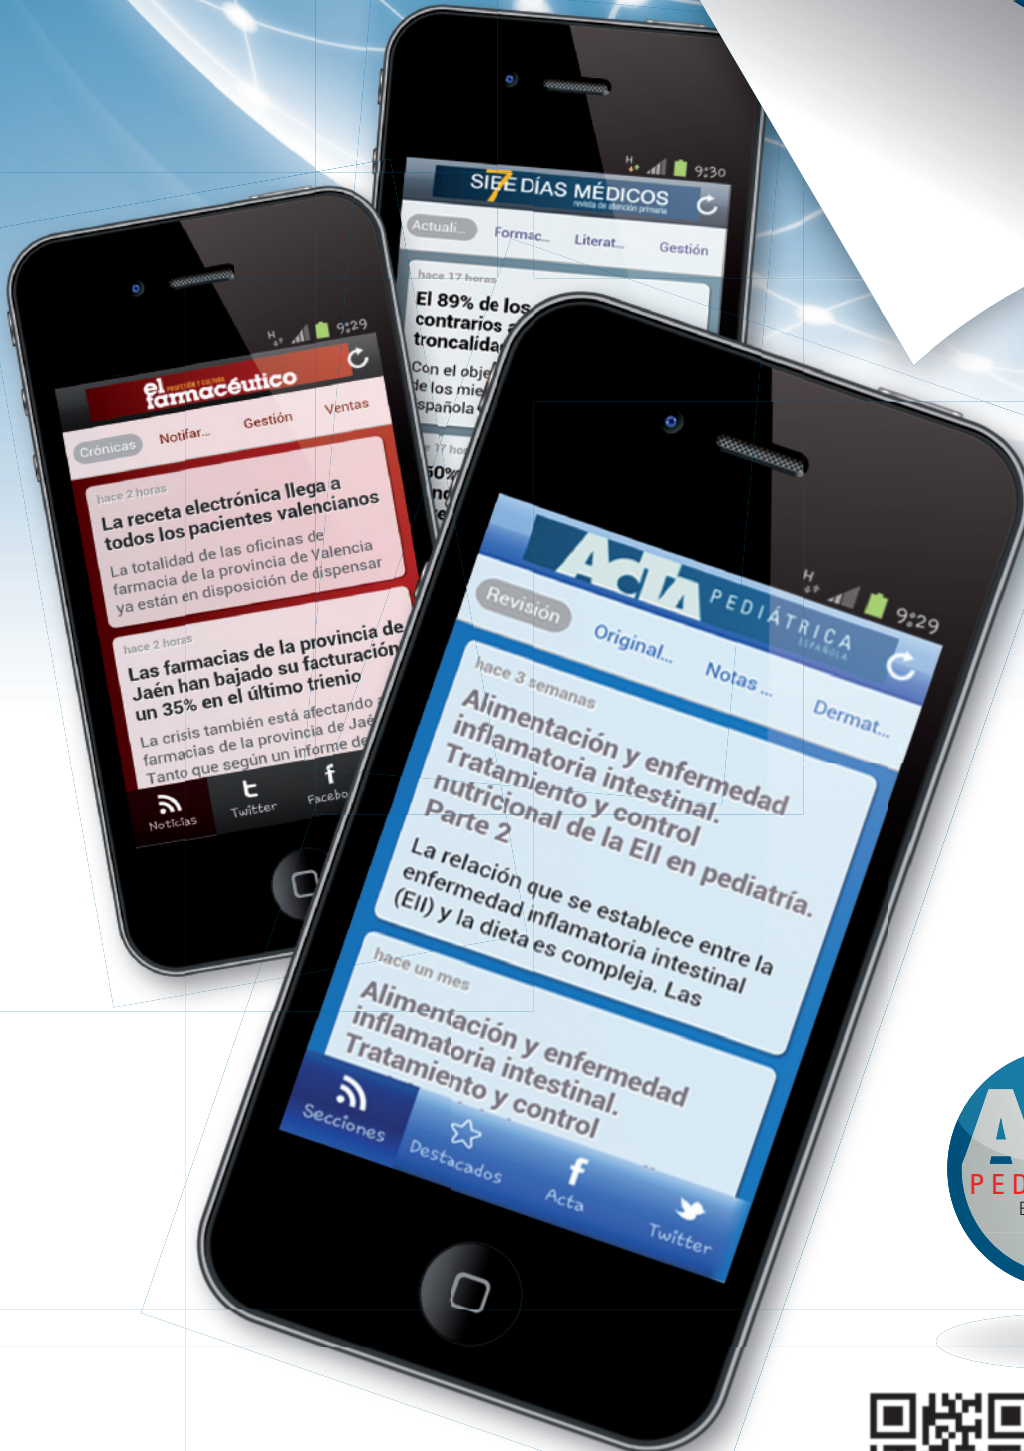 9:30
SIETE DÍAS MÉDICOS
7
revista de atención primaria
Actuali... Formac... Literat... Gestión
hace 17 horas
El 89% de los
contrarios a
troncalida
Con el obje
de los mie
española
e 17 hor
50%
9:29
el PROFESIÓN Y CULTURA
farmacéutico
Crónicas Notifar... Gestión Ventas
hace 2 horas
La receta electrónica llega a
todos los pacientes valencianos
La totalidad de las oficinas de
farmacia de la provincia de Valencia
ya están en disposición de dispensar
hace 2 horas
Las farmacias de la provincia de
Jaén han bajado su facturación
un 35% en el último trienio
La crisis también está afectando
farmacias de la provincia de Jaé
Tanto que según un informe de
Noticias Twitter Facebo
H 9:29
ACTA PEDIÁTRICA
ESPAÑOLA
Revisión Original... Notas ... Dermat...
hace 3 semanas
Alimentación y enfermedad
inflamatoria intestinal.
Tratamiento y control
nutricional de la EII en pediatría.
Parte 2
La relación que se establece entre la
enfermedad inflamatoria intestinal
(EII) y la dieta es compleja. Las
hace un mes
Alimentación y enfermedad
inflamatoria intestinal.
Tratamiento y control
Secciones Destacados Acta Twitter
A
PED
E